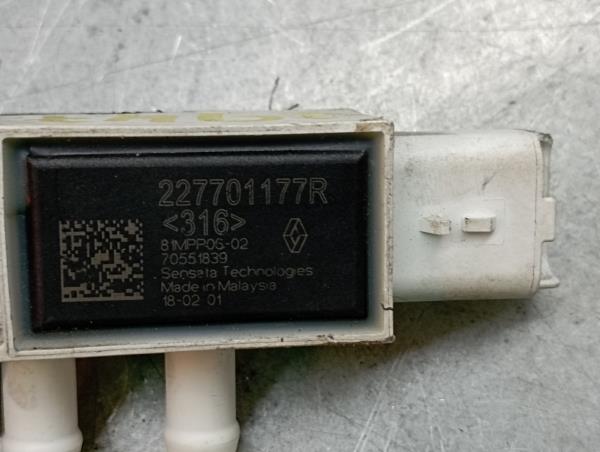 227701177R
<316>
81MPP06-02
70551839
Sensata Technologies
Made in Malaysia
18-02 01